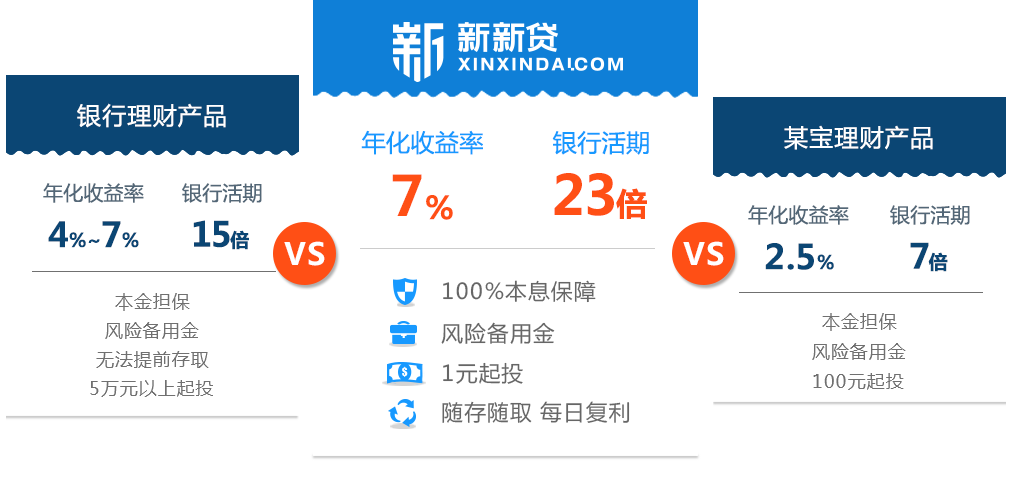 银行理财产品
年化收益率 银行活期
4%~7% 15倍
本金担保
风险备用金
无法提前存取
5万元以上起投
VS
新新贷
XINXINDAI.COM
年化收益率 银行活期
7% 23倍
100%本息保障
风险备用金
1元起投
随存随取 每日复利
VS
某宝理财产品
年化收益率 银行活期
2.5% 7倍
本金担保
风险备用金
100元起投